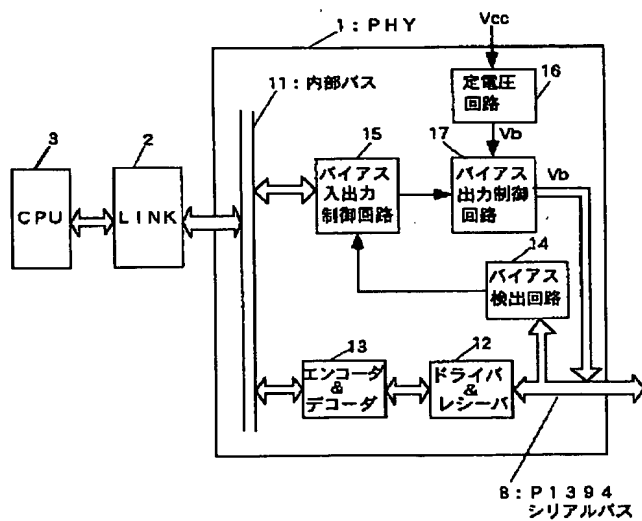 1：ＰＨＹ
Vcc
11：内部バス
定電圧
回路
16
3
2
15
17
Vb
Vb
ＣＰＵ
ＬＩＮＫ
バイアス
入出力
制御回路
バイアス
出力制御
回路
14
バイアス
検出回路
13
12
エンコーダ
&
デコーダ
ドライバ
&
レシーバ
B：Ｐ１３９４
シリアルバス